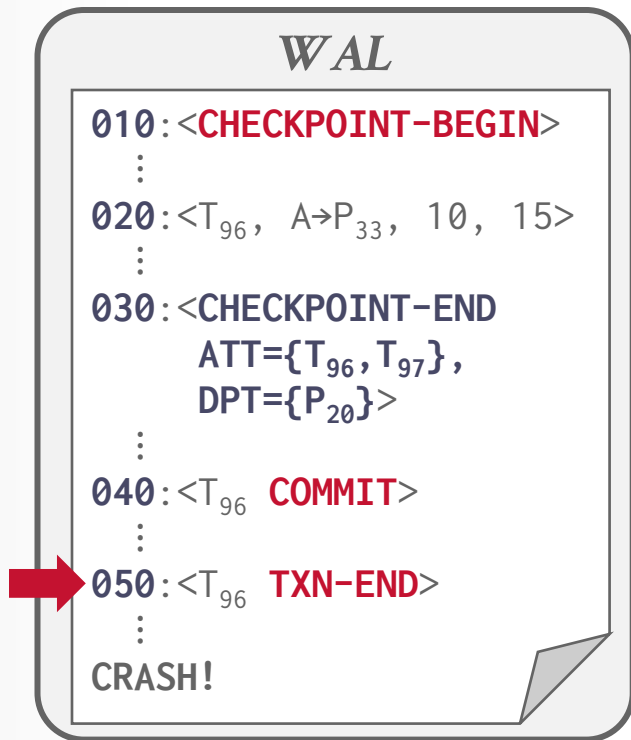 WAL
010:<CHECKPOINT-BEGIN>
⋮
020:<T₉₆, A→P₃₃, 10, 15>
⋮
030:<CHECKPOINT-END
ATT={T₉₆,T₉₇},
DPT={P₂₀}>
⋮
040:<T₉₆ COMMIT>
⋮
050:<T₉₆ TXN-END>
⋮
CRASH!